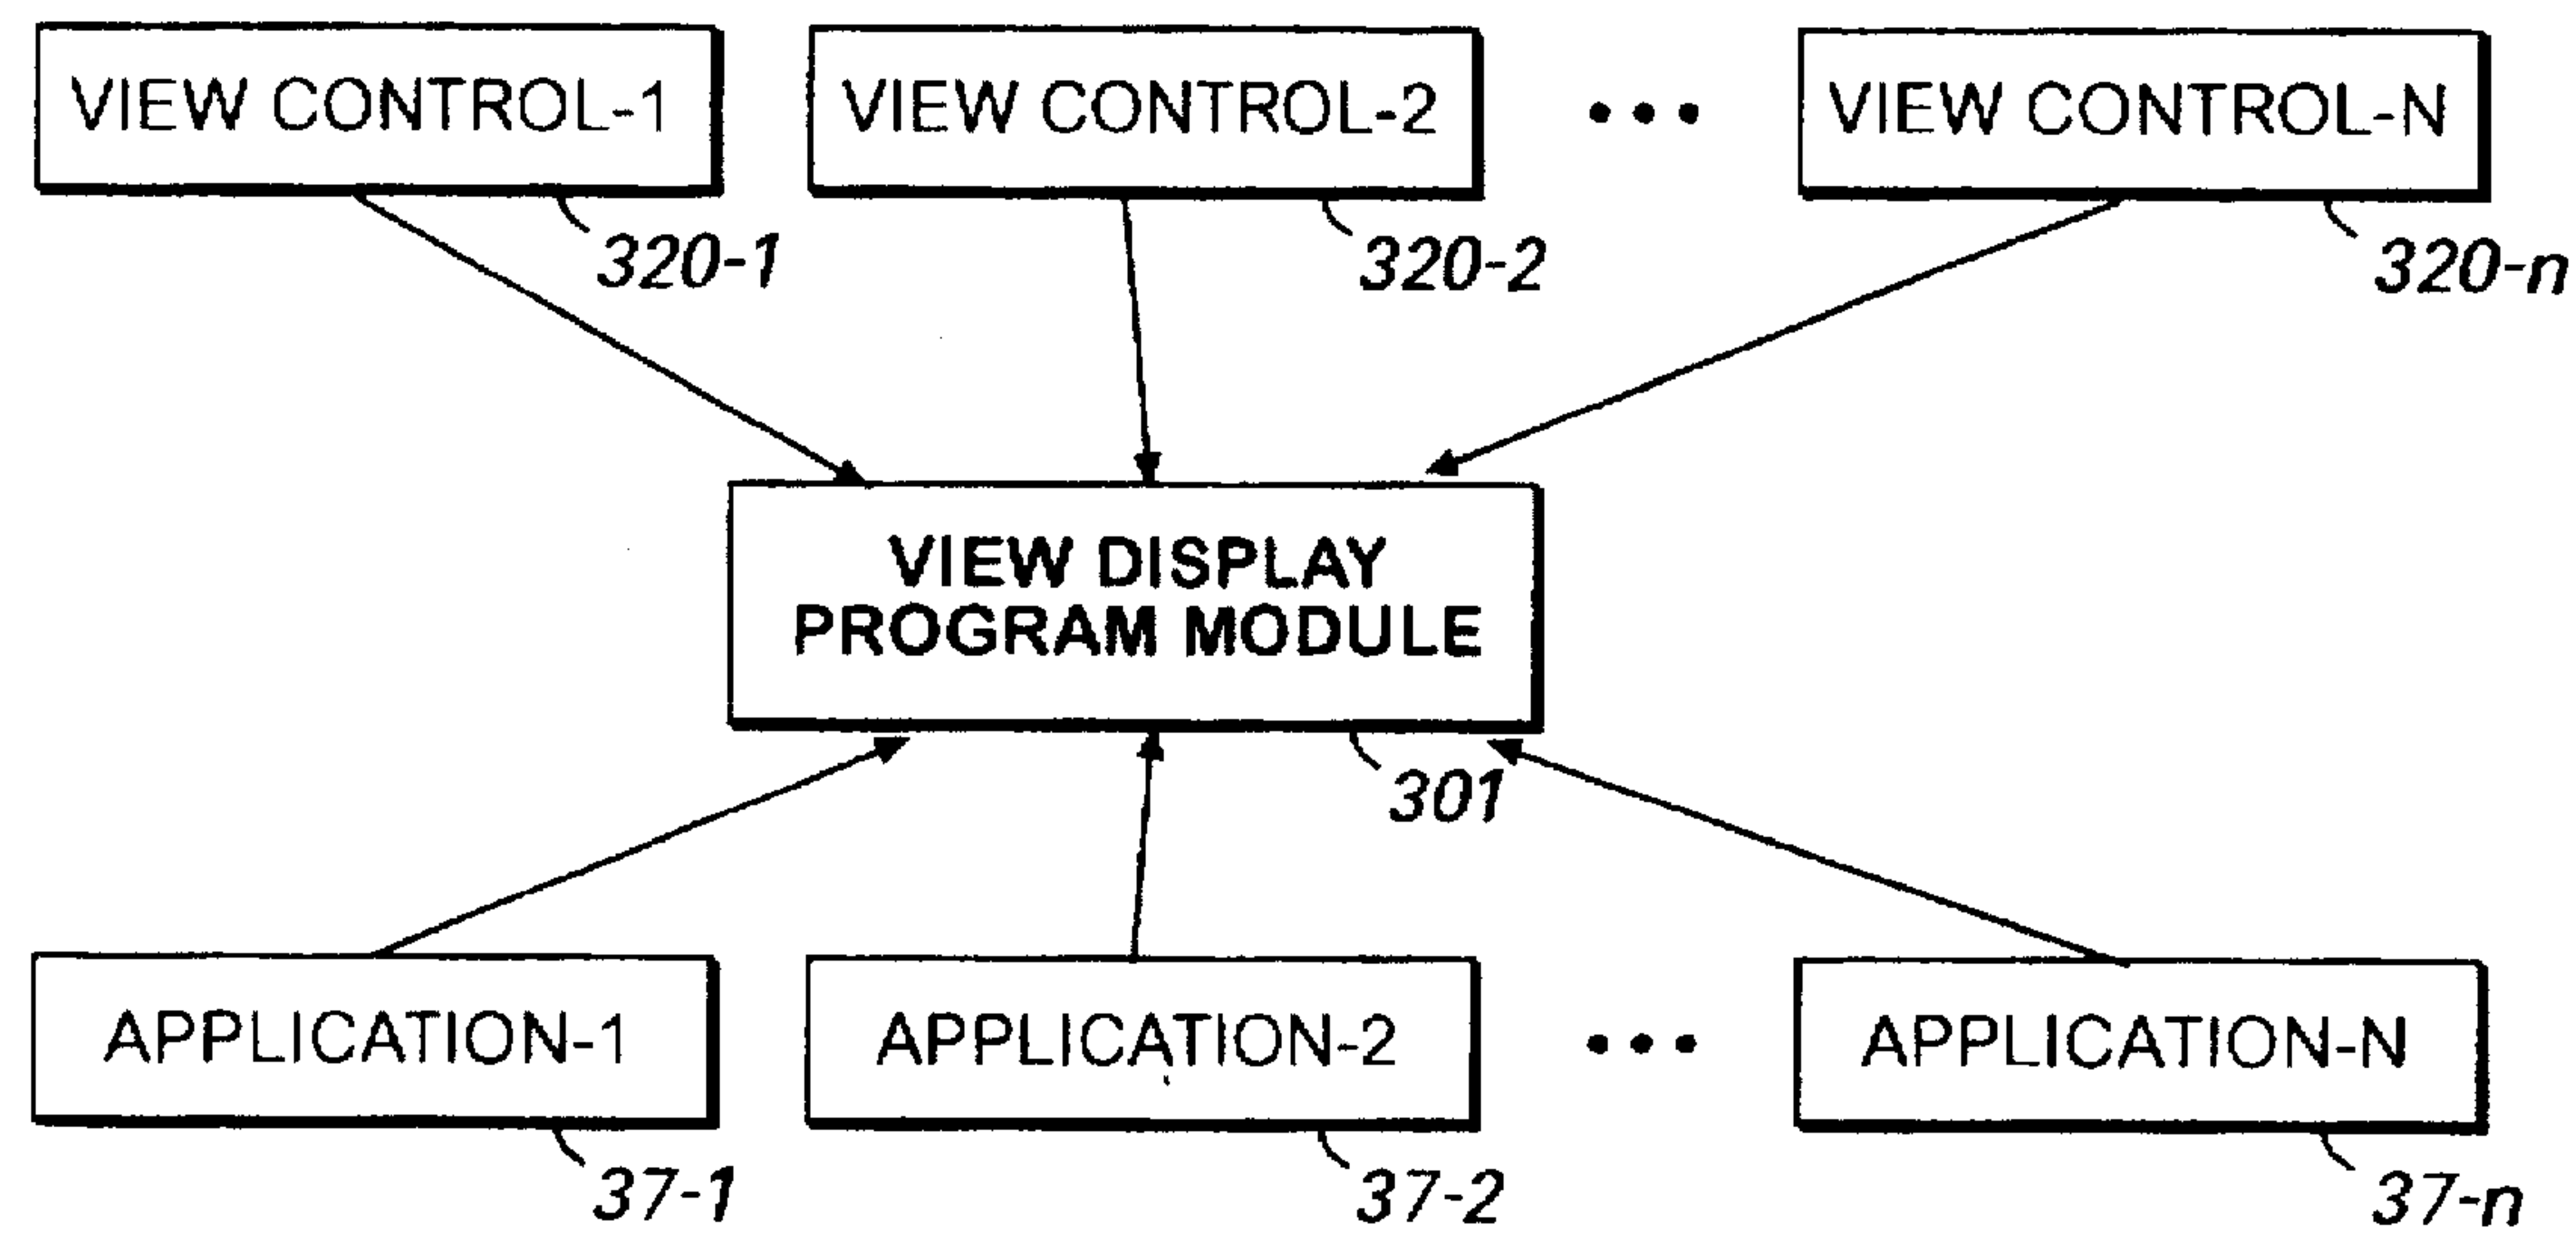 VIEW CONTROL-1
VIEW CONTROL-2
VIEW CONTROL-N
320-1
320-2
320-n
VIEW DISPLAY
PROGRAM MODULE
301
APPLICATION-1
APPLICATION-2
APPLICATION-N
37-1
37-2
37-n